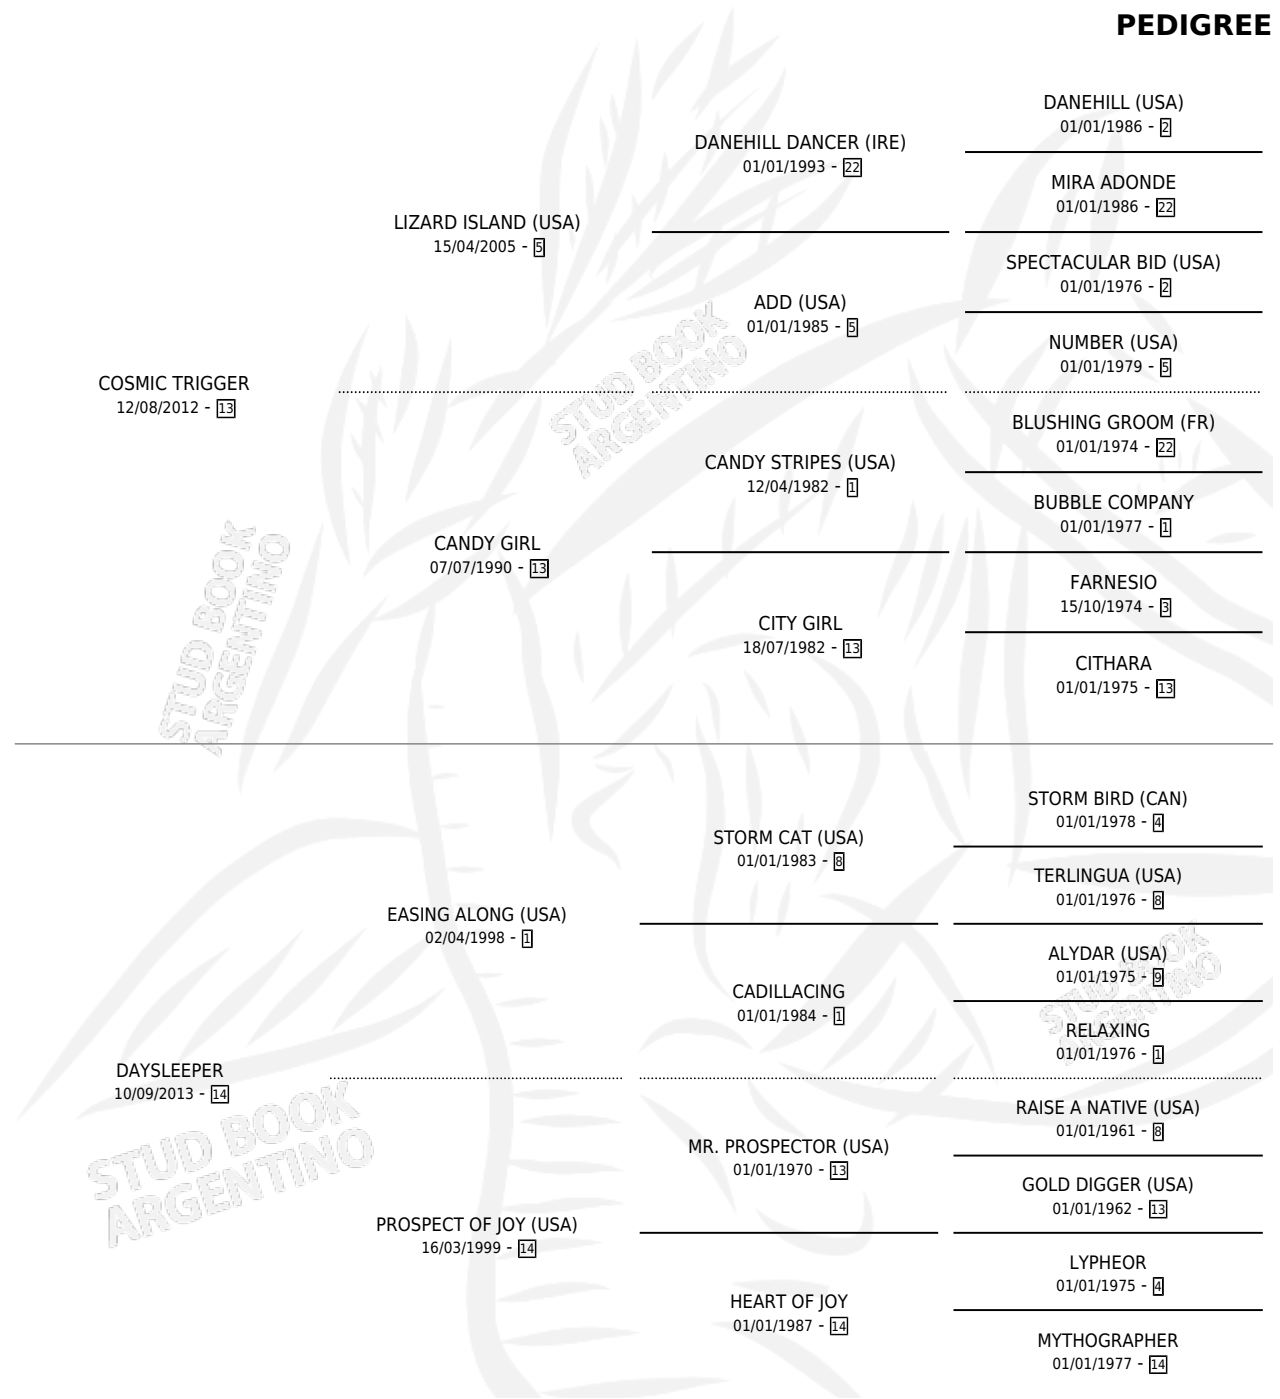 PEDIGREE
DANEHILL (USA)
01/01/1986 - 2
DANEHILL DANCER (IRE)
01/01/1993 - 22
MIRA ADONDE
01/01/1986 - 22
LIZARD ISLAND (USA)
15/04/2005 - 5
SPECTACULAR BID (USA)
01/01/1976 - 2
ADD (USA)
01/01/1985 - 5
NUMBER (USA)
01/01/1979 - 5
COSMIC TRIGGER
12/08/2012 - 13
BLUSHING GROOM (FR)
01/01/1974 - 22
CANDY STRIPES (USA)
12/04/1982 - 1
BUBBLE COMPANY
01/01/1977 - 1
CANDY GIRL
07/07/1990 - 13
FARNESIO
15/10/1974 - 3
CITY GIRL
18/07/1982 - 13
CITHARA
01/01/1975 - 13
STUD BOOK
ARGENTINO
STUD BOOK
ARGENTINO
STORM BIRD (CAN)
01/01/1978 - 4
STORM CAT (USA)
01/01/1983 - 8
TERLINGUA (USA)
01/01/1976 - 8
EASING ALONG (USA)
02/04/1998 - 1
ALYDAR (USA)
01/01/1975 - 9
CADILLACING
01/01/1984 - 1
RELAXING
01/01/1976 - 1
DAYSLEEPER
10/09/2013 - 14
RAISE A NATIVE (USA)
01/01/1961 - 8
MR. PROSPECTOR (USA)
01/01/1970 - 13
GOLD DIGGER (USA)
01/01/1962 - 13
PROSPECT OF JOY (USA)
16/03/1999 - 14
LYPHEOR
01/01/1975 - 4
HEART OF JOY
01/01/1987 - 14
MYTHOGRAPHER
01/01/1977 - 14
STUD BOOK
ARGENTINO
STUD BOOK
ARGENTINO